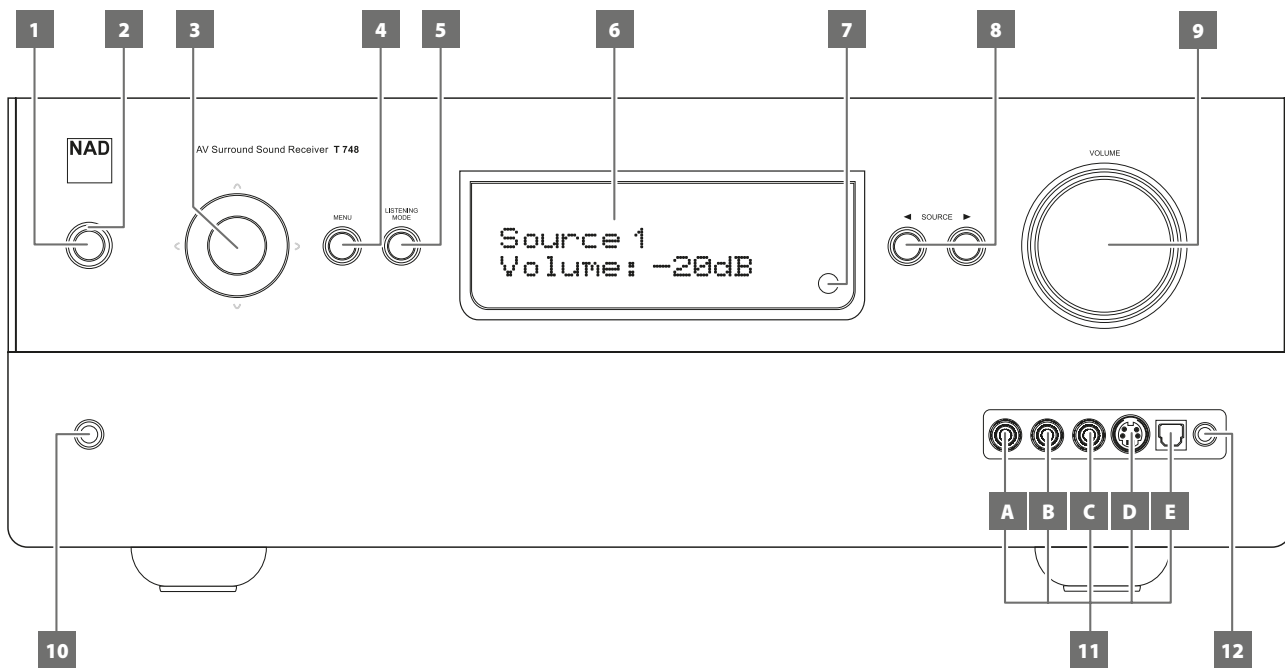 1 2 3 4 5 6 7 8 9
NAD
AV Surround Sound Receiver T 748
MENU
LISTENING
MODE
Source 1
Volume: -20dB
◄ SOURCE ►
VOLUME
A B C D E
10 11 12